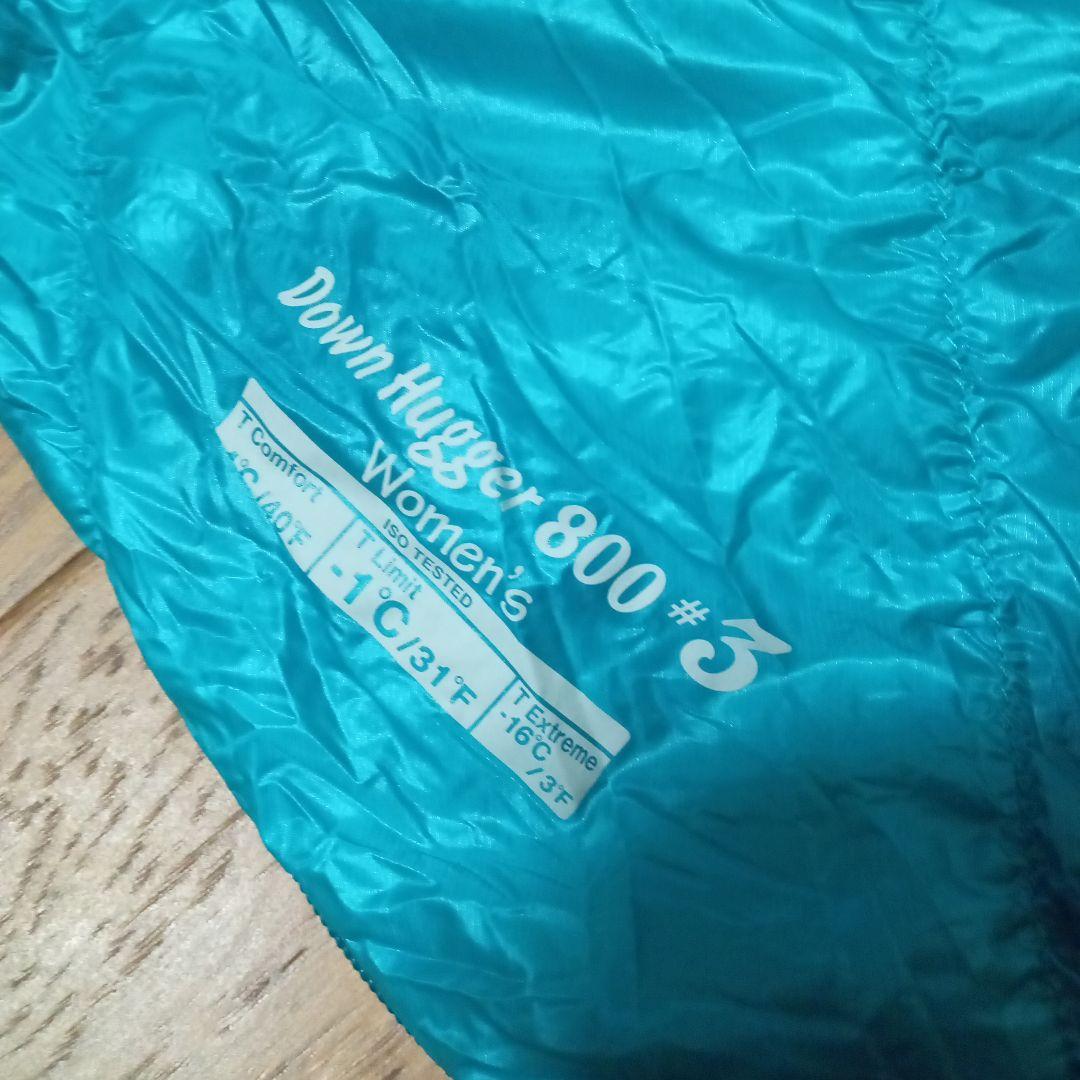 Down Hugger 800 #3
Women's
ISO TESTED
T Comfort
℃/40℉
T Limit
-1℃/31℉
T Extreme
-16℃
/3℉